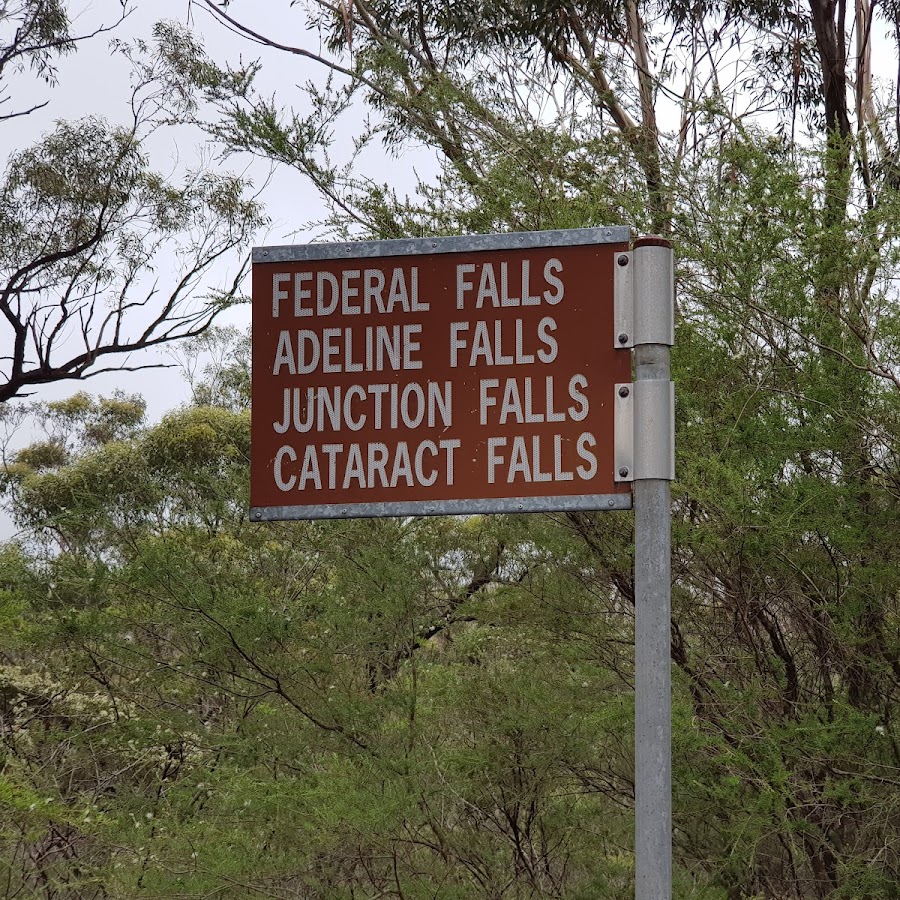 FEDERAL FALLS
ADELINE FALLS
JUNCTION FALLS
CATARACT FALLS